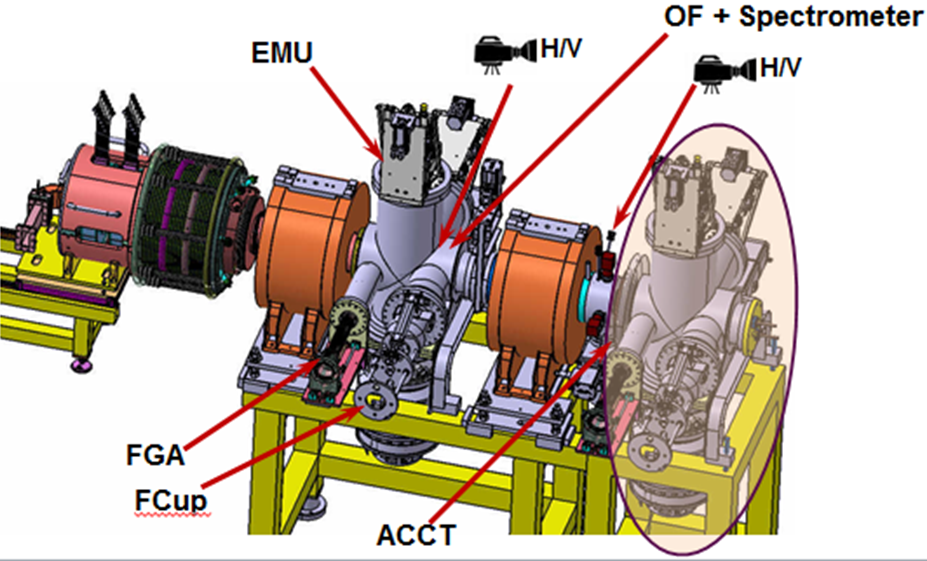 OF + Spectrometer
EMU
H/V
H/V
FGA
FCup
ACCT